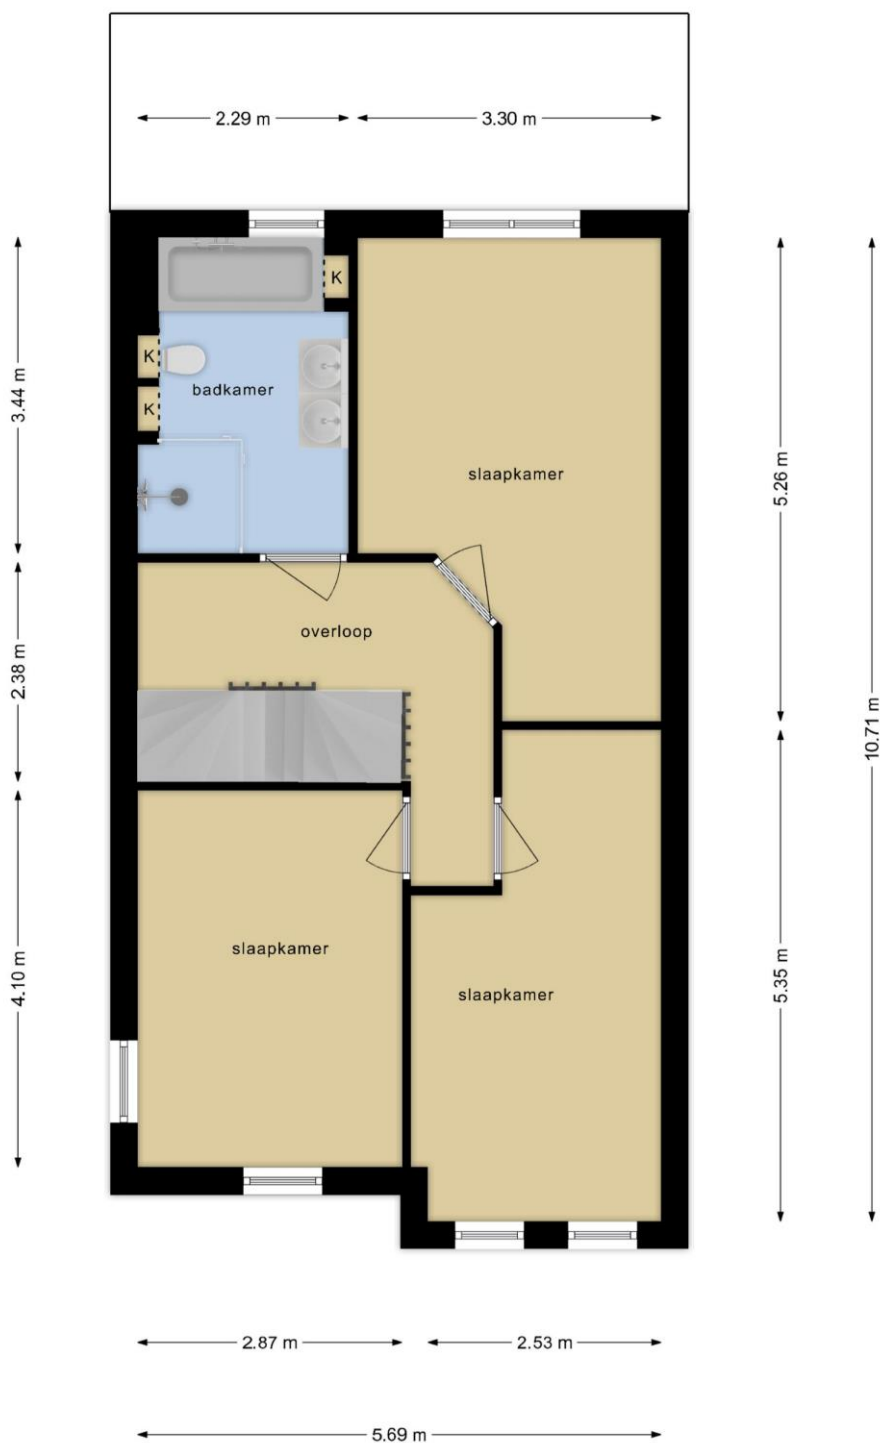 2.29 m
3.30 m
K
K
K
badkamer
3.44 m
slaapkamer
5.26 m
overloop
2.38 m
10.71 m
slaapkamer
4.10 m
slaapkamer
5.35 m
2.87 m
2.53 m
5.69 m